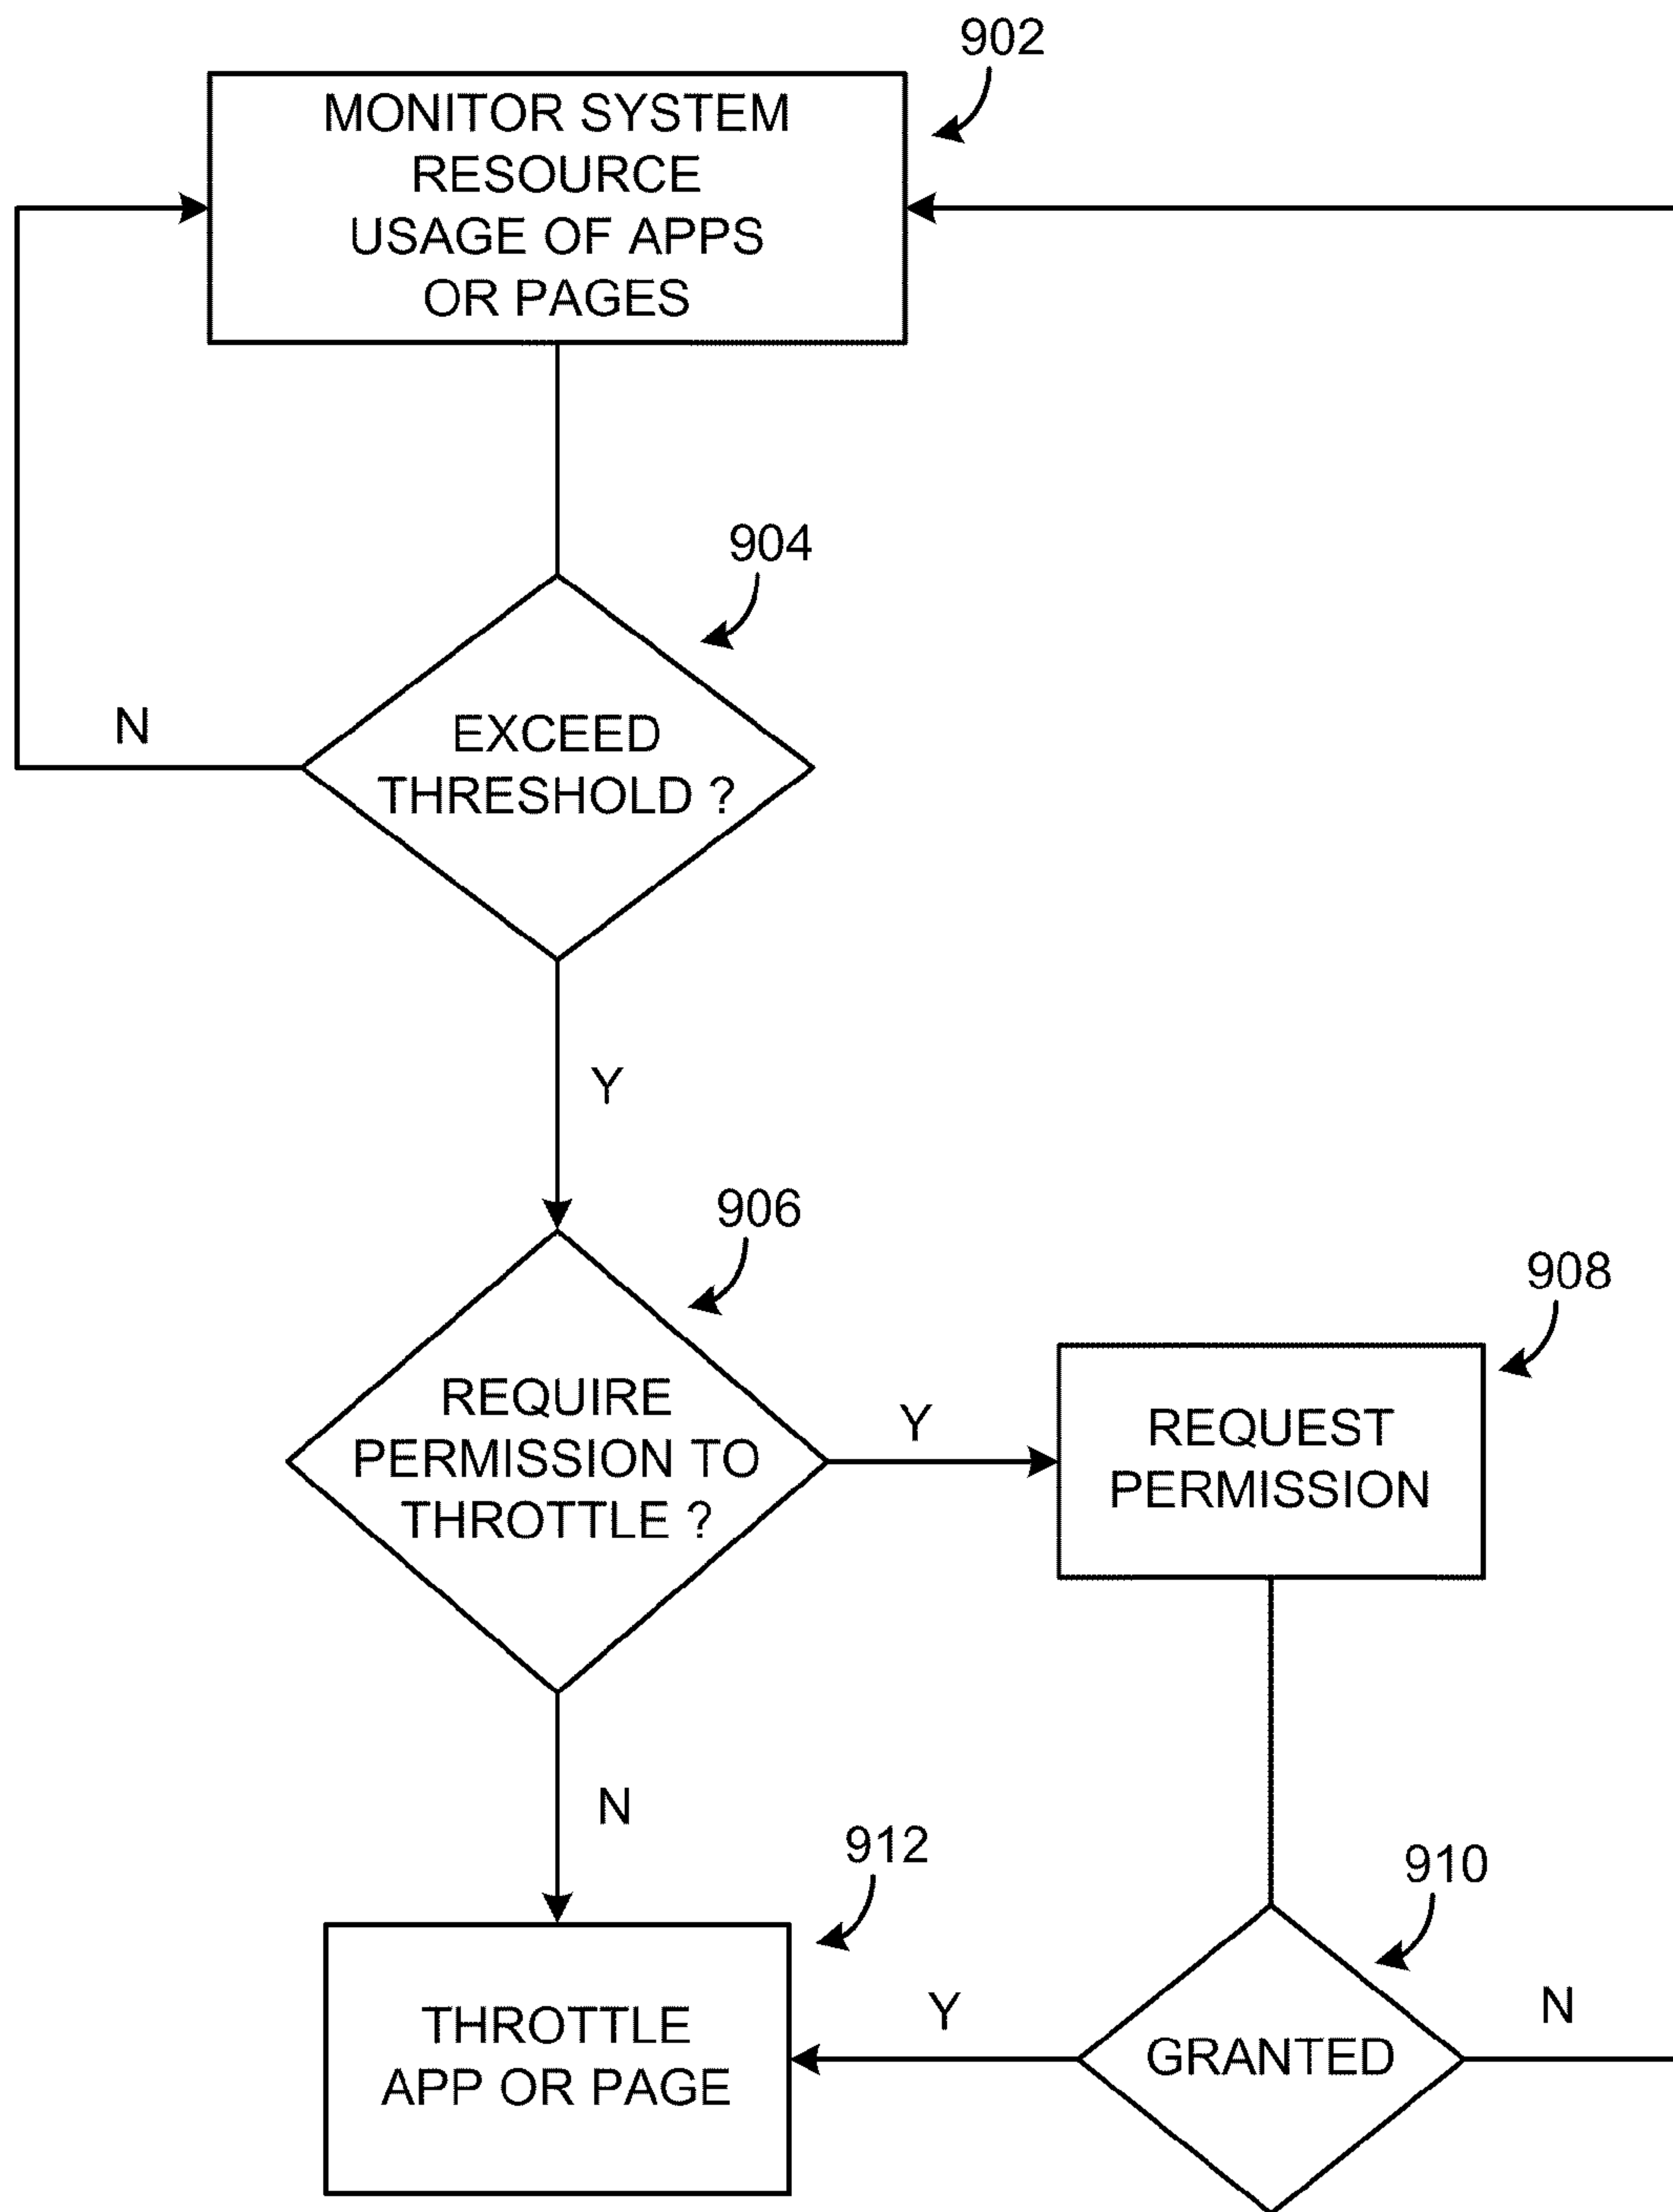 902
MONITOR SYSTEM
RESOURCE
USAGE OF APPS
OR PAGES
904
N
EXCEED
THRESHOLD ?
Y
906
908
REQUIRE
PERMISSION TO
THROTTLE ?
Y
REQUEST
PERMISSION
N
912
910
THROTTLE
APP OR PAGE
Y
GRANTED
N